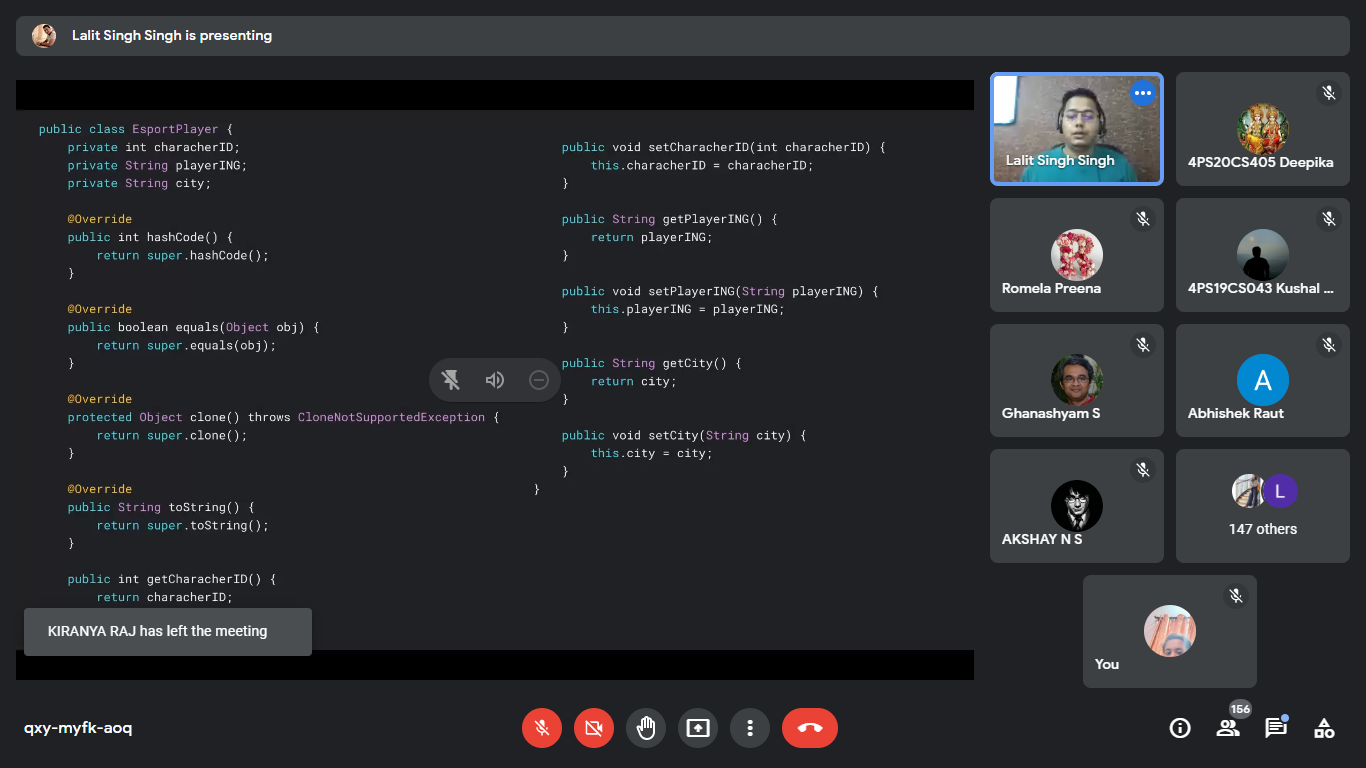 Lalit Singh Singh is presenting
public class EsportPlayer {
private int characherID;
private String playerING;
private String city;
@Override
public int hashCode() {
return super.hashCode();
}
@Override
public boolean equals(Object obj) {
return super.equals(obj);
}
@Override
protected Object clone() throws CloneNotSupportedException {
return super.clone();
}
@Override
public String toString() {
return super.toString();
}
public int getCharacherID() {
return characherID;
public void setCharacherID(int characherID) {
this.characherID = characherID;
}
public String getPlayerING() {
return playerING;
}
public void setPlayerING(String playerING) {
this.playerING = playerING;
}
public String getCity() {
return city;
}
public void setCity(String city) {
this.city = city;
}
}
KIRANYA RAJ has left the meeting
Lalit Singh Singh
4PS20CS405 Deepika
Romela Preena
4PS19CS043 Kushal ...
Ghanashyam S
A
Abhishek Raut
AKSHAY N S
L
147 others
You
qxy-myfk-aoq
156